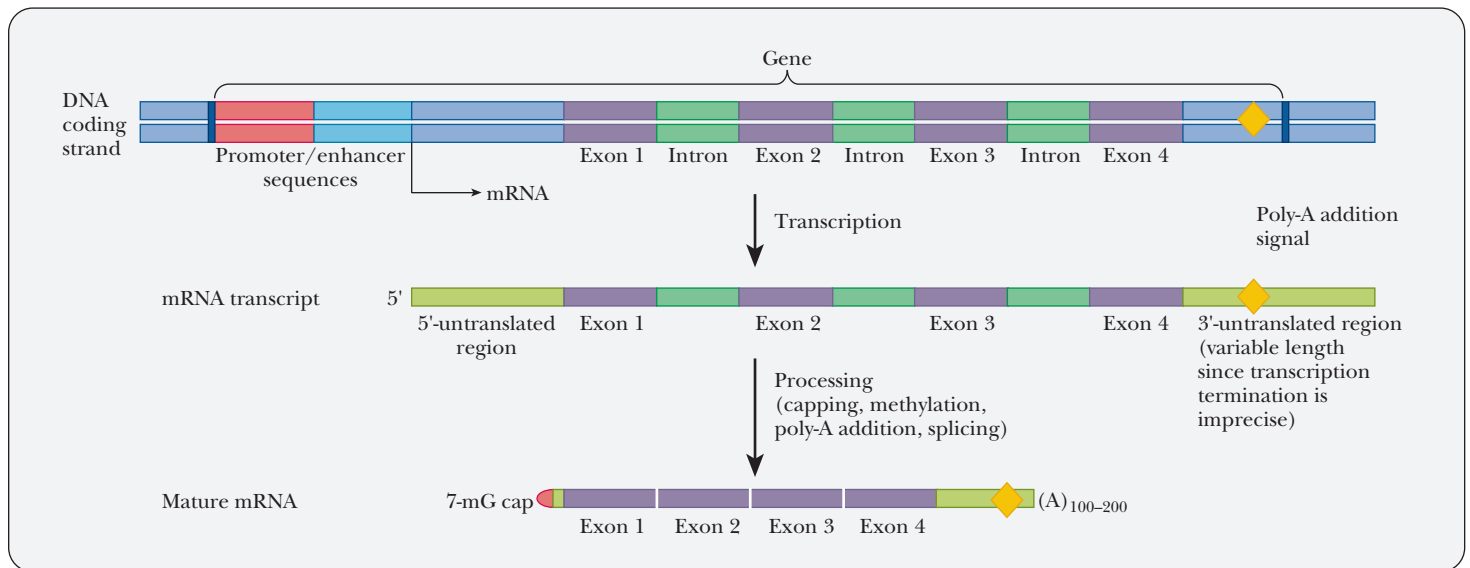 Gene
DNA
coding
strand
Promoter/enhancer
sequences
Exon 1 Intron Exon 2 Intron Exon 3 Intron Exon 4
mRNA
Transcription
Poly-A addition
signal
mRNA transcript 5'
5'-untranslated
region
Exon 1 Exon 2 Exon 3 Exon 4
3'-untranslated region
(variable length
since transcription
termination is
imprecise)
Processing
(capping, methylation,
poly-A addition, splicing)
Mature mRNA 7-mG cap (A)100–200
Exon 1 Exon 2 Exon 3 Exon 4